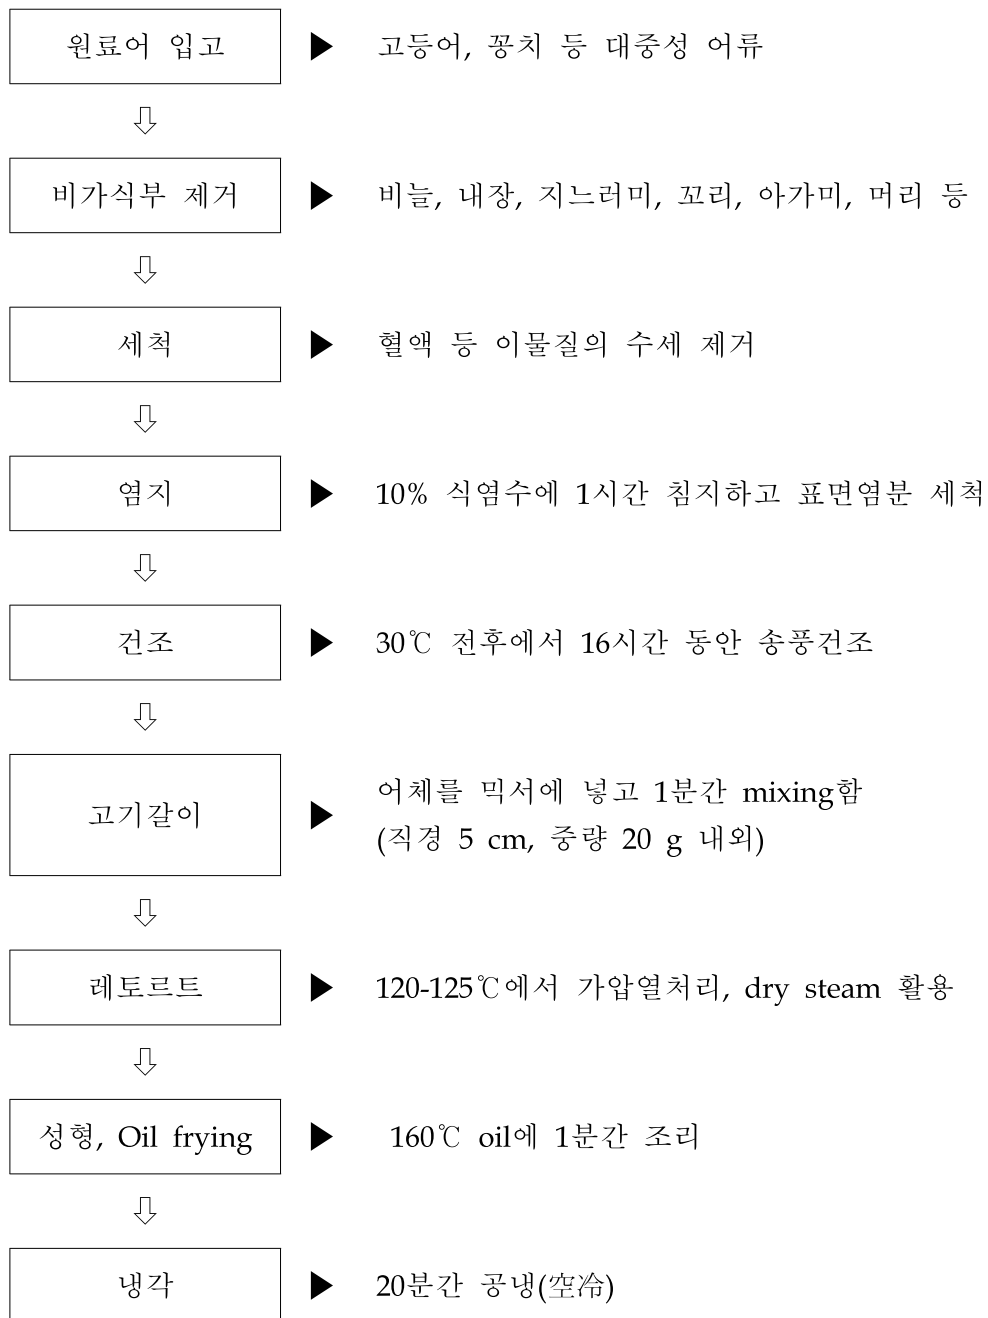 원료어 입고 ▶ 고등어, 꽁치 등 대중성 어류
⇩
비가식부 제거 ▶ 비늘, 내장, 지느러미, 꼬리, 아가미, 머리 등
⇩
세척 ▶ 혈액 등 이물질의 수세 제거
⇩
염지 ▶ 10% 식염수에 1시간 침지하고 표면염분 세척
⇩
건조 ▶ 30℃ 전후에서 16시간 동안 송풍건조
⇩
고기갈이 ▶ 어체를 믹서에 넣고 1분간 mixing함
(직경 5 cm, 중량 20 g 내외)
⇩
레토르트 ▶ 120-125℃에서 가압열처리, dry steam 활용
⇩
성형, Oil frying ▶ 160℃ oil에 1분간 조리
⇩
냉각 ▶ 20분간 공냉(空冷)